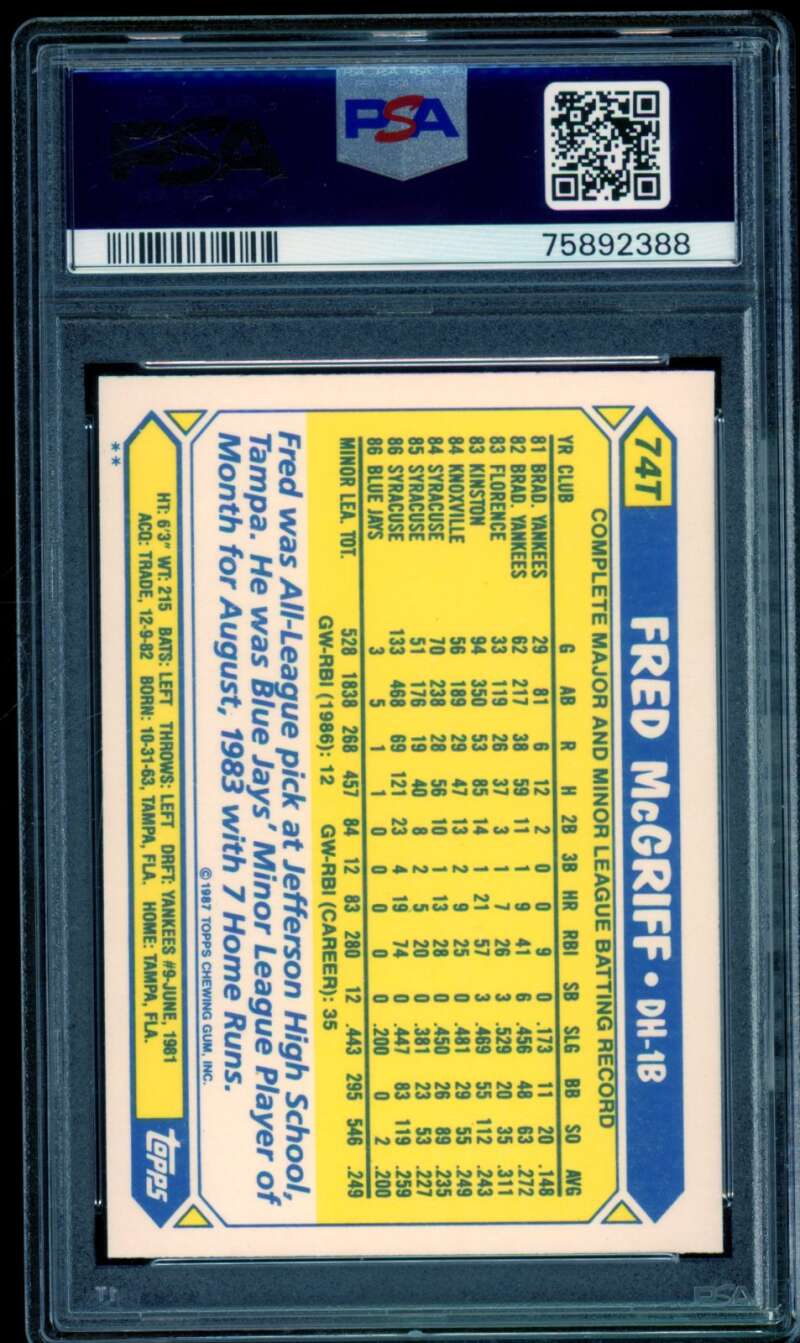 PSA
PSA
75892388
74T FRED McGRIFF • DH-1B
COMPLETE MAJOR AND MINOR LEAGUE BATTING RECORD
YR CLUB G AB R H 2B 3B HR RBI SB SLG BB SO AVG
81 BRAD. YANKEES 29 81 6 12 2 0 0 9 0 .173 11 20 .148
82 BRAD. YANKEES 62 217 38 59 11 1 9 41 6 .456 48 63 .272
83 FLORENCE 33 119 26 37 3 1 7 26 3 .529 20 35 .311
83 KINSTON 94 350 53 85 14 1 21 57 3 .469 55 112 .243
84 KNOXVILLE 56 189 29 47 13 2 9 25 0 .481 29 55 .249
84 SYRACUSE 70 238 28 56 10 1 13 28 0 .450 26 89 .235
85 SYRACUSE 51 176 19 40 8 2 5 20 0 .381 23 53 .227
86 SYRACUSE 133 468 69 121 23 4 19 74 0 .447 83 119 .259
86 BLUE JAYS 3 5 1 1 0 0 0 0 0 .200 0 2 .200
MINOR LEA. TOT. 528 1838 268 457 84 12 83 280 12 .443 295 546 .249
GW-RBI (1986): 12 GW-RBI (CAREER): 35
Fred was All-League pick at Jefferson High School,
Tampa. He was Blue Jays' Minor League Player of
Month for August, 1983 with 7 Home Runs.
© 1987 TOPPS CHEWING GUM, INC.
HT: 6'3" WT: 215 BATS: LEFT THROWS: LEFT DRFT: YANKEES #9-JUNE, 1981
ACQ: TRADE, 12-9-82 BORN: 10-31-63, TAMPA, FLA. HOME: TAMPA, FLA.
topps
**
PSA